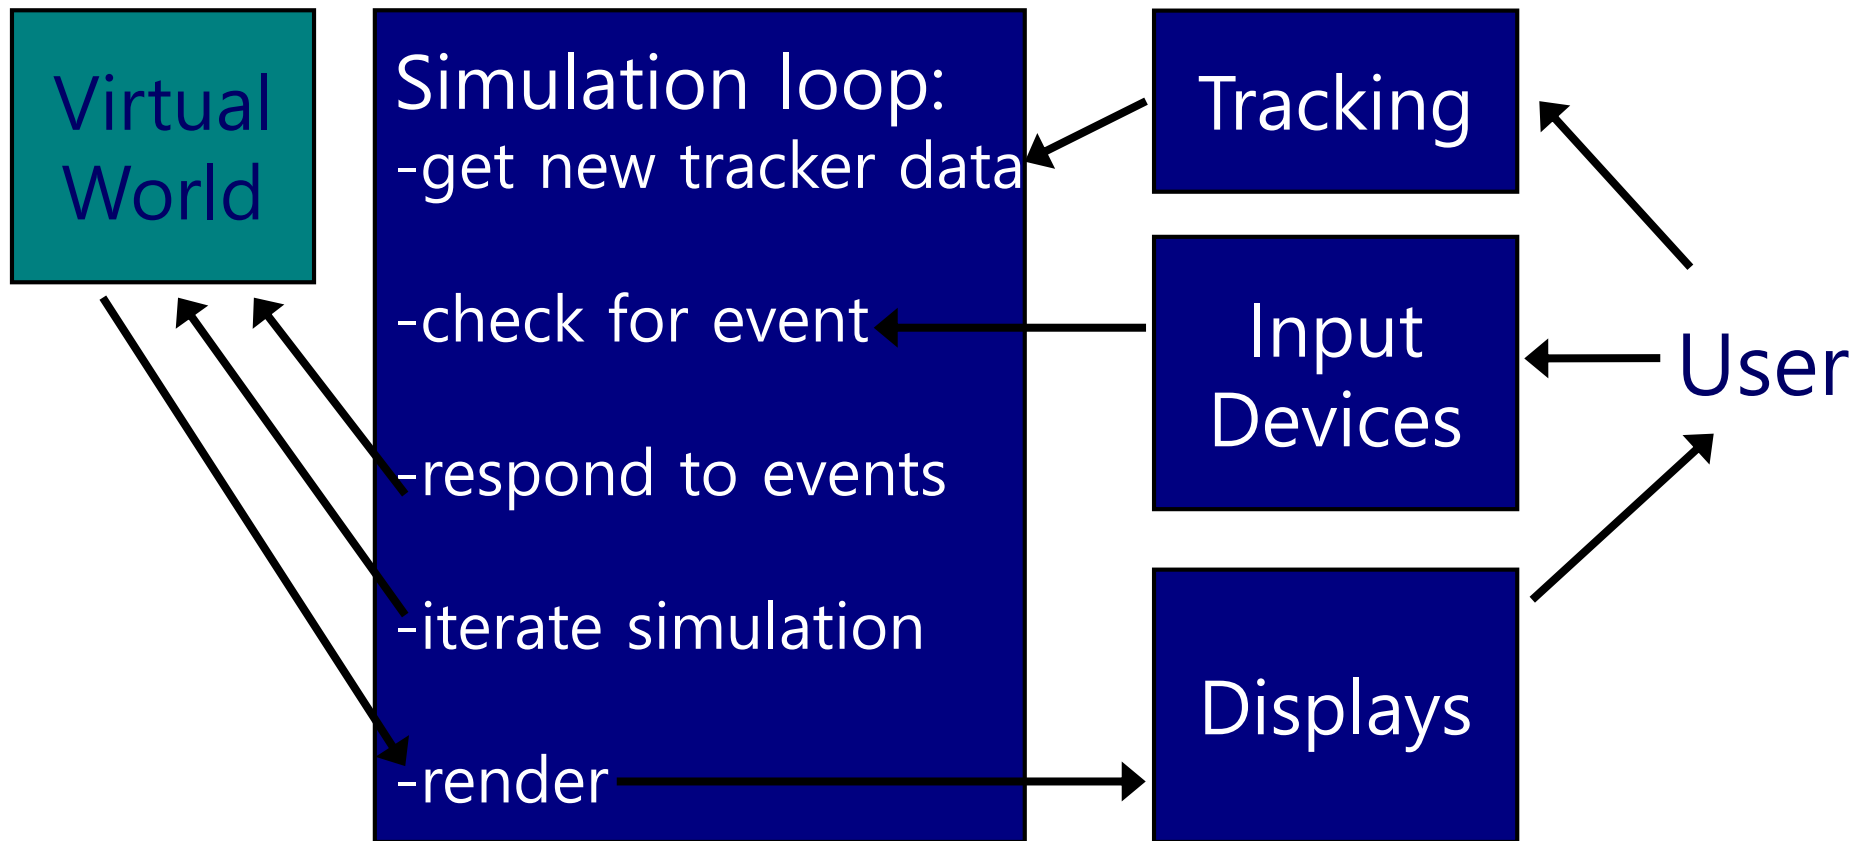 Virtual
World
Simulation loop:
-get new tracker data
-check for event
-respond to events
-iterate simulation
-render
Tracking
Input
Devices
Displays
User